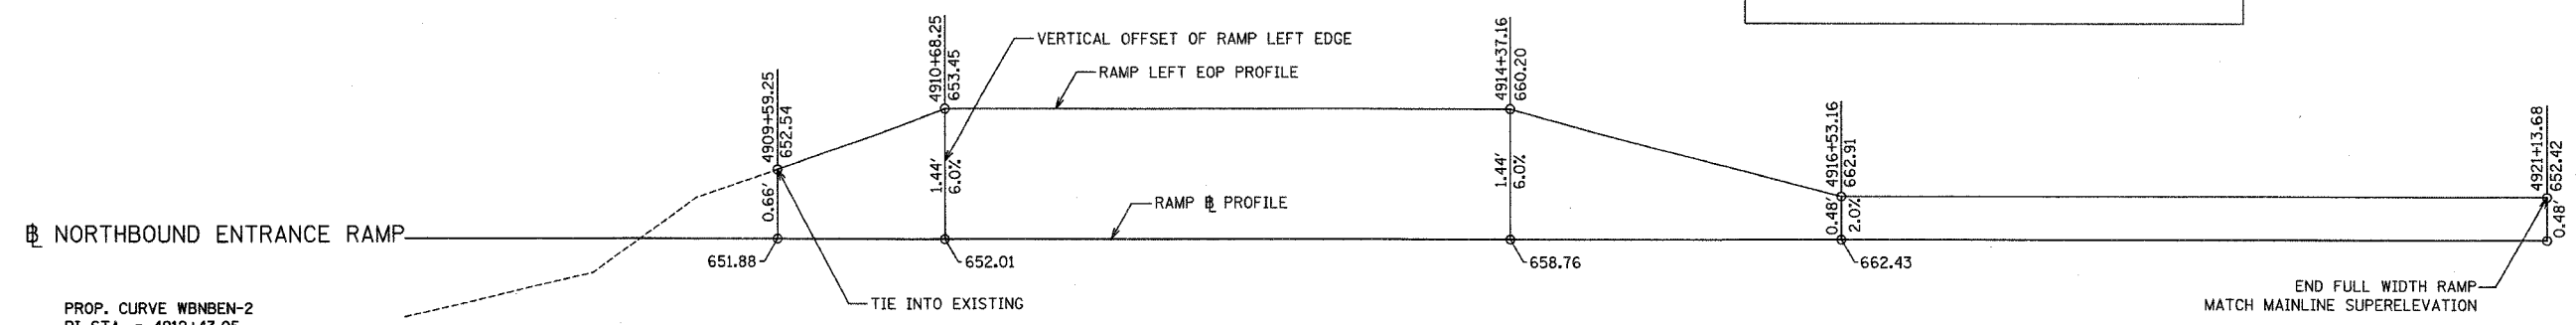 4909+59.25
652.54
0.66'
4910+68.25
653.45
1.44'
6.0%
VERTICAL OFFSET OF RAMP LEFT EDGE
RAMP LEFT EOP PROFILE
4914+37.16
660.20
1.44'
6.0%
4916+53.16
662.91
0.48'
2.0%
4921+13.68
652.42
0.48'
RAMP ℄ PROFILE
℄ NORTHBOUND ENTRANCE RAMP
651.88
652.01
658.76
662.43
TIE INTO EXISTING
END FULL WIDTH RAMP
MATCH MAINLINE SUPERELEVATION
PROP. CURVE WBNBEN-2